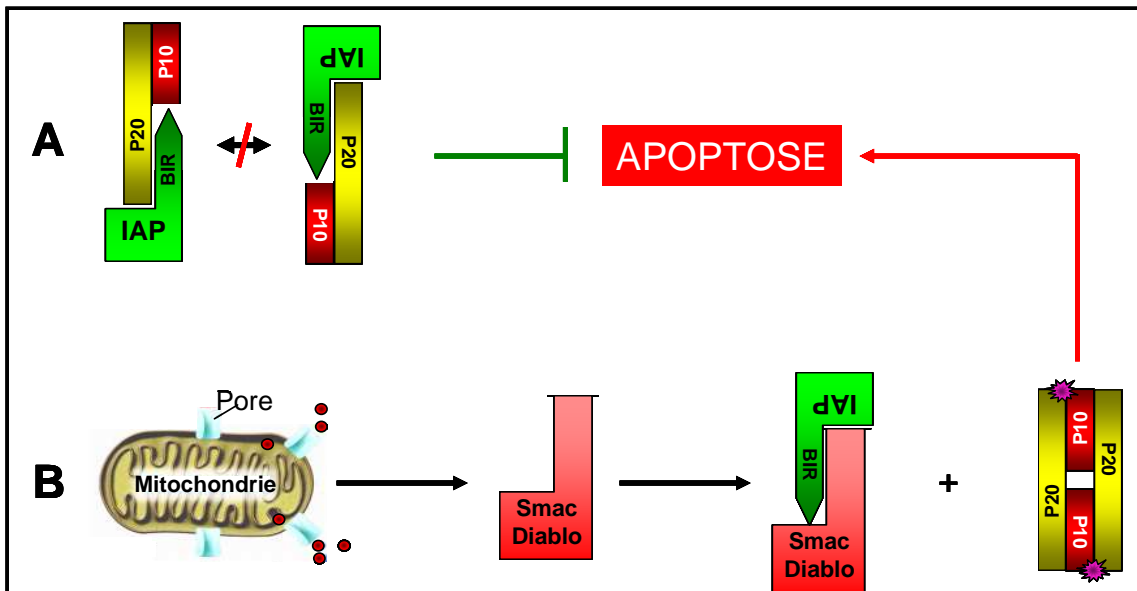 A
P20
P10
BIR
IAP
IAP
BIR
P20
P10
APOPTOSE
B
Pore
Mitochondrie
Smac
Diablo
IAP
BIR
Smac
Diablo
+
P20
P10
P10
P20